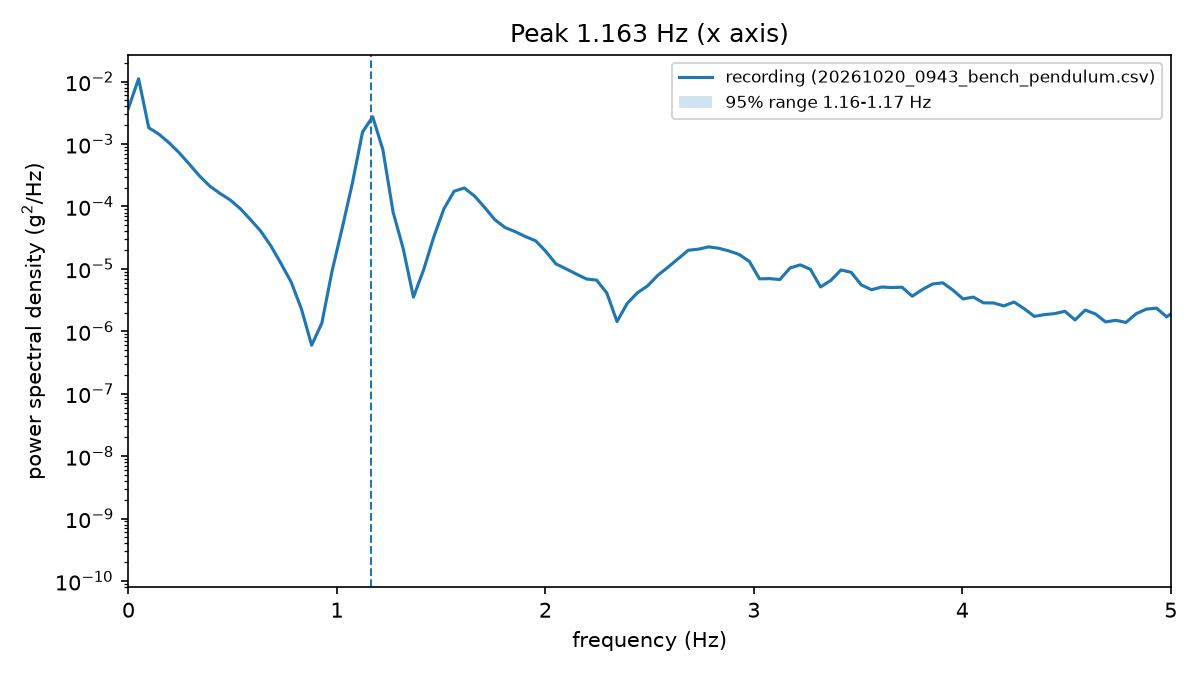 Peak 1.163 Hz (x axis)
recording (20261020_0943_bench_pendulum.csv)
95% range 1.16-1.17 Hz
power spectral density (g²/Hz)
10⁻²
10⁻³
10⁻⁴
10⁻⁵
10⁻⁶
10⁻⁷
10⁻⁸
10⁻⁹
10⁻¹⁰
0 1 2 3 4 5
frequency (Hz)